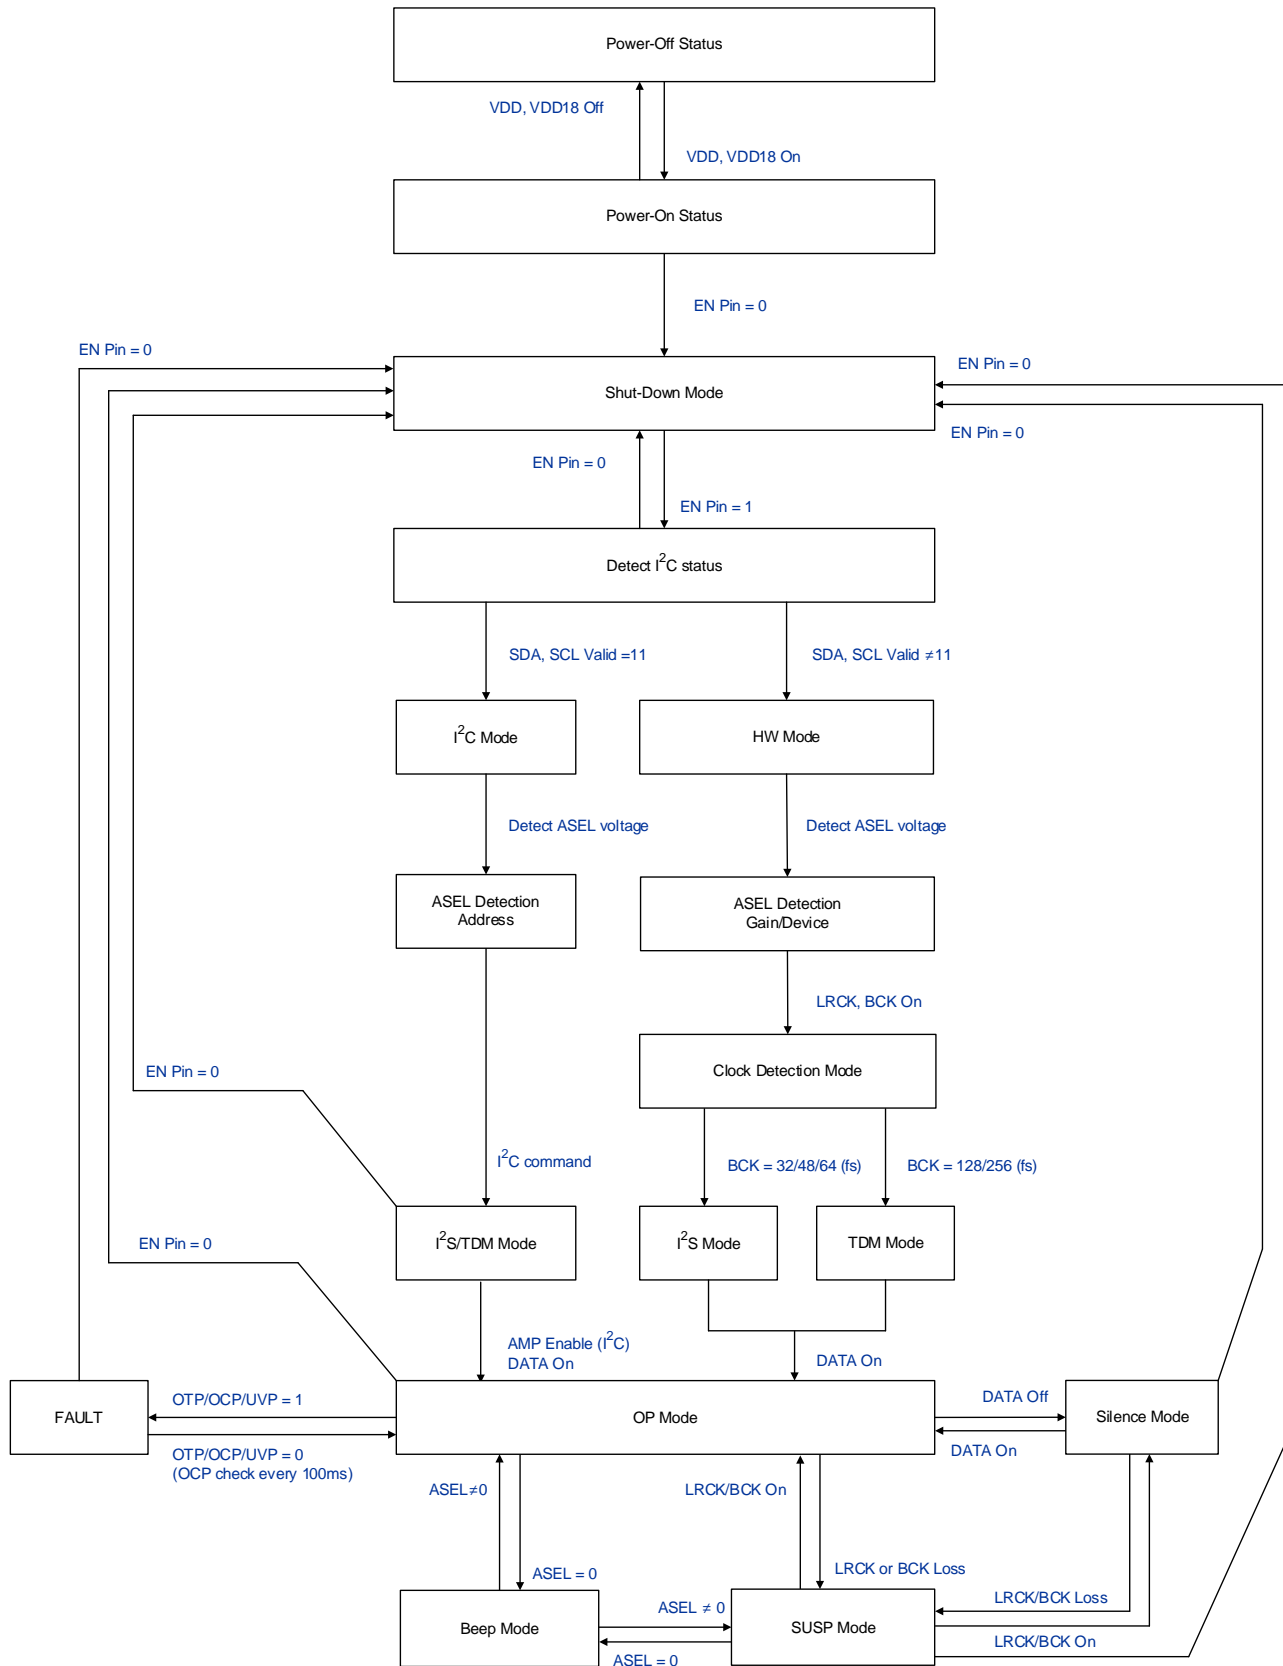 Power-Off Status
VDD, VDD18 Off
VDD, VDD18 On
Power-On Status
EN Pin = 0
EN Pin = 0
EN Pin = 0
Shut-Down Mode
EN Pin = 0
EN Pin = 0
EN Pin = 1
Detect I²C status
SDA, SCL Valid =11
SDA, SCL Valid ≠11
I²C Mode
HW Mode
Detect ASEL voltage
Detect ASEL voltage
ASEL Detection
Address
ASEL Detection
Gain/Device
LRCK, BCK On
EN Pin = 0
Clock Detection Mode
I²C command
BCK = 32/48/64 (fs)
BCK = 128/256 (fs)
EN Pin = 0
I²S/TDM Mode
I²S Mode
TDM Mode
AMP Enable (I²C)
DATA On
DATA On
FAULT
OTP/OCP/UVP = 1
OP Mode
DATA Off
Silence Mode
OTP/OCP/UVP = 0
(OCP check every 100ms)
DATA On
ASEL≠0
LRCK/BCK On
ASEL = 0
LRCK or BCK Loss
LRCK/BCK Loss
Beep Mode
ASEL ≠ 0
SUSP Mode
LRCK/BCK On
ASEL = 0